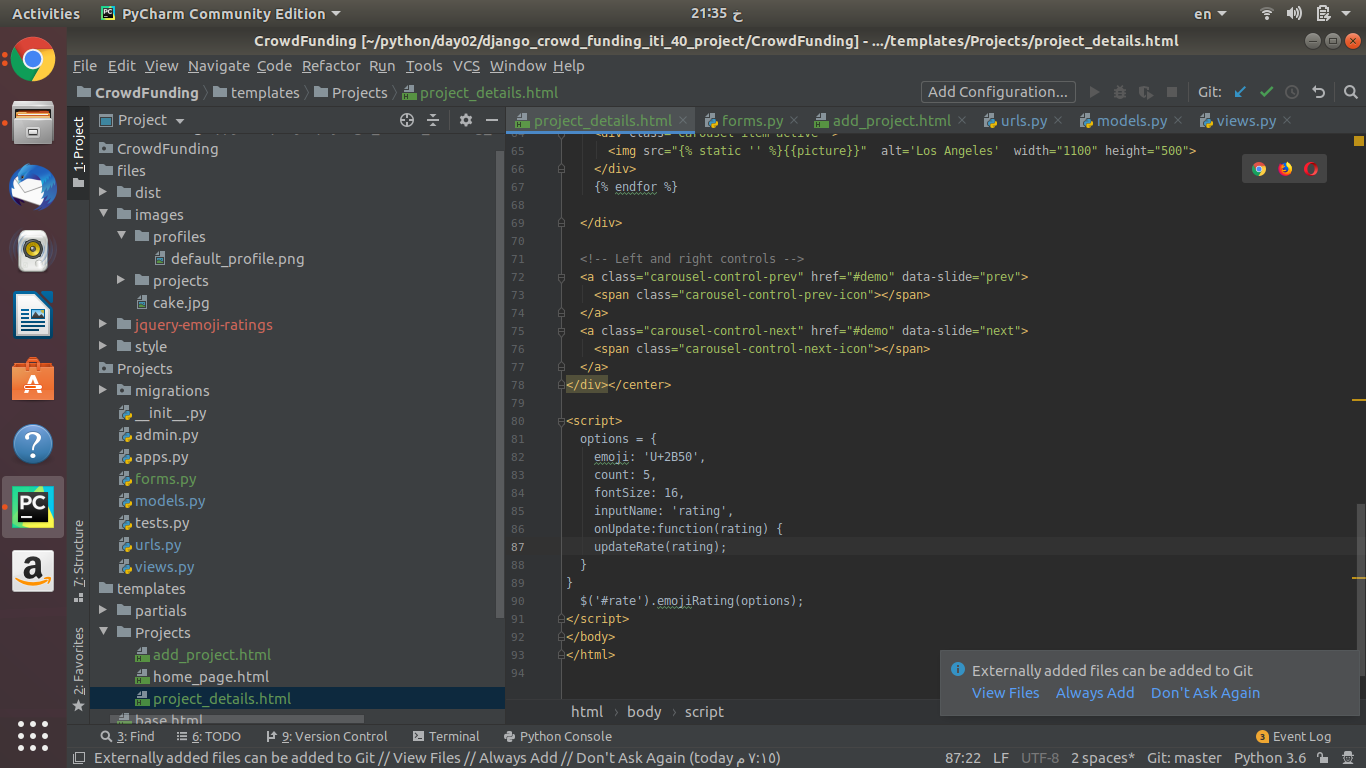 Activities
PyCharm Community Edition
21:35 ح
en
CrowdFunding [~/python/day02/django_crowd_funding_iti_40_project/CrowdFunding] - .../templates/Projects/project_details.html
File Edit View Navigate Code Refactor Run Tools VCS Window Help
CrowdFunding templates Projects project_details.html
Add Configuration...
Git:
1: Project
Project
project_details.html
forms.py
add_project.html
urls.py
models.py
views.py
CrowdFunding
files
dist
images
profiles
default_profile.png
projects
cake.jpg
jquery-emoji-ratings
style
Projects
migrations
__init__.py
admin.py
apps.py
forms.py
models.py
tests.py
urls.py
views.py
templates
partials
Projects
add_project.html
home_page.html
project_details.html
base.html
7: Structure
2: Favorites
64 <div class="carousel-item active">
65 <img src="{% static '' %}{{picture}}" alt='Los Angeles' width="1100" height="500">
66 </div>
67 {% endfor %}
68
69 </div>
70
71 <!-- Left and right controls -->
72 <a class="carousel-control-prev" href="#demo" data-slide="prev">
73 <span class="carousel-control-prev-icon"></span>
74 </a>
75 <a class="carousel-control-next" href="#demo" data-slide="next">
76 <span class="carousel-control-next-icon"></span>
77 </a>
78 </div></center>
79
80 <script>
81 options = {
82 emoji: 'U+2B50',
83 count: 5,
84 fontSize: 16,
85 inputName: 'rating',
86 onUpdate:function(rating) {
87 updateRate(rating);
88 }
89 }
90 $('#rate').emojiRating(options);
91 </script>
92 </body>
93 </html>
94
Externally added files can be added to Git
View Files Always Add Don't Ask Again
html body script
3: Find 6: TODO 9: Version Control Terminal Python Console
3 Event Log
Externally added files can be added to Git // View Files // Always Add // Don't Ask Again (today ٧:١٥ م)
87:22 LF UTF-8 2 spaces* Git: master Python 3.6